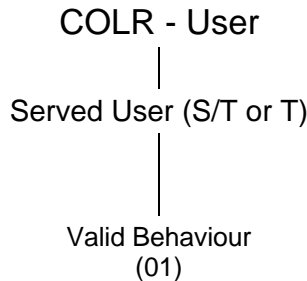 COLR - User
Served User (S/T or T)
Valid Behaviour
(01)